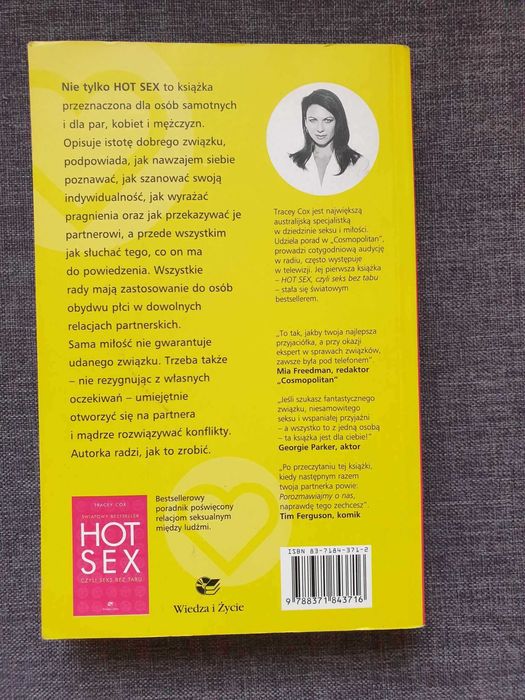 Nie tylko HOT SEX to książka
przeznaczona dla osób samotnych
i dla par, kobiet i mężczyzn.
Opisuje istotę dobrego związku,
podpowiada, jak nawzajem siebie
poznawać, jak szanować swoją
indywidualność, jak wyrażać
pragnienia oraz jak przekazywać je
partnerowi, a przede wszystkim
jak słuchać tego, co on ma
do powiedzenia. Wszystkie
rady mają zastosowanie do osób
obydwu płci w dowolnych
relacjach partnerskich.
Sama miłość nie gwarantuje
udanego związku. Trzeba także
– nie rezygnując z własnych
oczekiwań – umiejętnie
otworzyć się na partnera
i mądrze rozwiązywać konflikty.
Autorka radzi, jak to zrobić.
Tracey Cox jest największą
australijską specjalistką
w dziedzinie seksu i miłości.
Udziela porad w „Cosmopolitan",
prowadzi cotygodniową audycję
w radiu, często występuje
w telewizji. Jej pierwsza książka
– HOT SEX, czyli seks bez tabu
– stała się światowym
bestsellerem.
„To tak, jakby twoja najlepsza
przyjaciółka, a przy okazji
ekspert w sprawach związków,
zawsze była pod telefonem".
Mia Freedman, redaktor
„Cosmopolitan"
„Jeśli szukasz fantastycznego
związku, niesamowitego
seksu i wspaniałej przyjaźni
– a wszystko to z jedną osobą
– ta książka jest dla ciebie!"
Georgie Parker, aktor
„Po przeczytaniu tej książki,
kiedy następnym razem
twoja partnerka powie:
Porozmawiajmy o nas,
naprawdę tego zechcesz".
Tim Ferguson, komik
TRACEY COX
ŚWIATOWY BESTSELLER
HOT
SEX
CZYLI SEKS BEZ TABU
Bestsellerowy
poradnik poświęcony
relacjom seksualnym
między ludźmi.
Wiedza i Życie
ISBN 83-7184-371-2
9 788371 843716